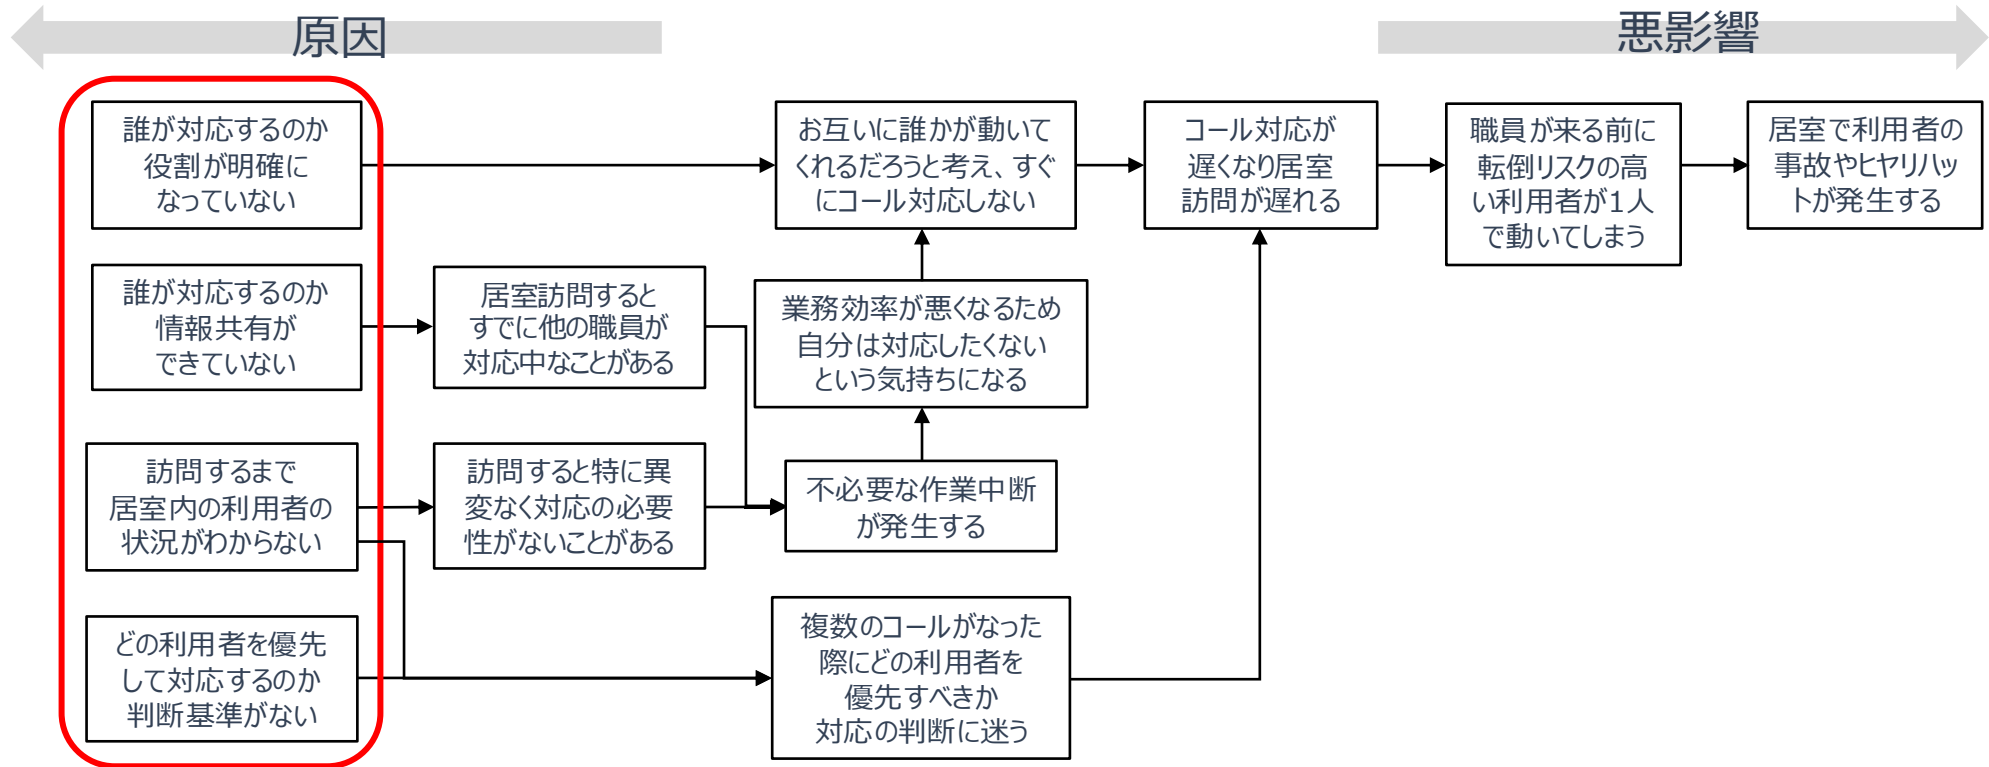 原因
悪影響
誰が対応するのか
役割が明確に
なっていない
お互いに誰かが動いて
くれるだろうと考え、すぐ
にコール対応しない
コール対応が
遅くなり居室
訪問が遅れる
職員が来る前に
転倒リスクの高
い利用者が1人
で動いてしまう
居室で利用者の
事故やヒヤリハッ
トが発生する
誰が対応するのか
情報共有が
できていない
居室訪問すると
すでに他の職員が
対応中なことがある
業務効率が悪くなるため
自分は対応したくない
という気持ちになる
訪問するまで
居室内の利用者の
状況がわからない
訪問すると特に異
変なく対応の必要
性がないことがある
不必要な作業中断
が発生する
どの利用者を優先
して対応するのか
判断基準がない
複数のコールがなった
際にどの利用者を
優先すべきか
対応の判断に迷う